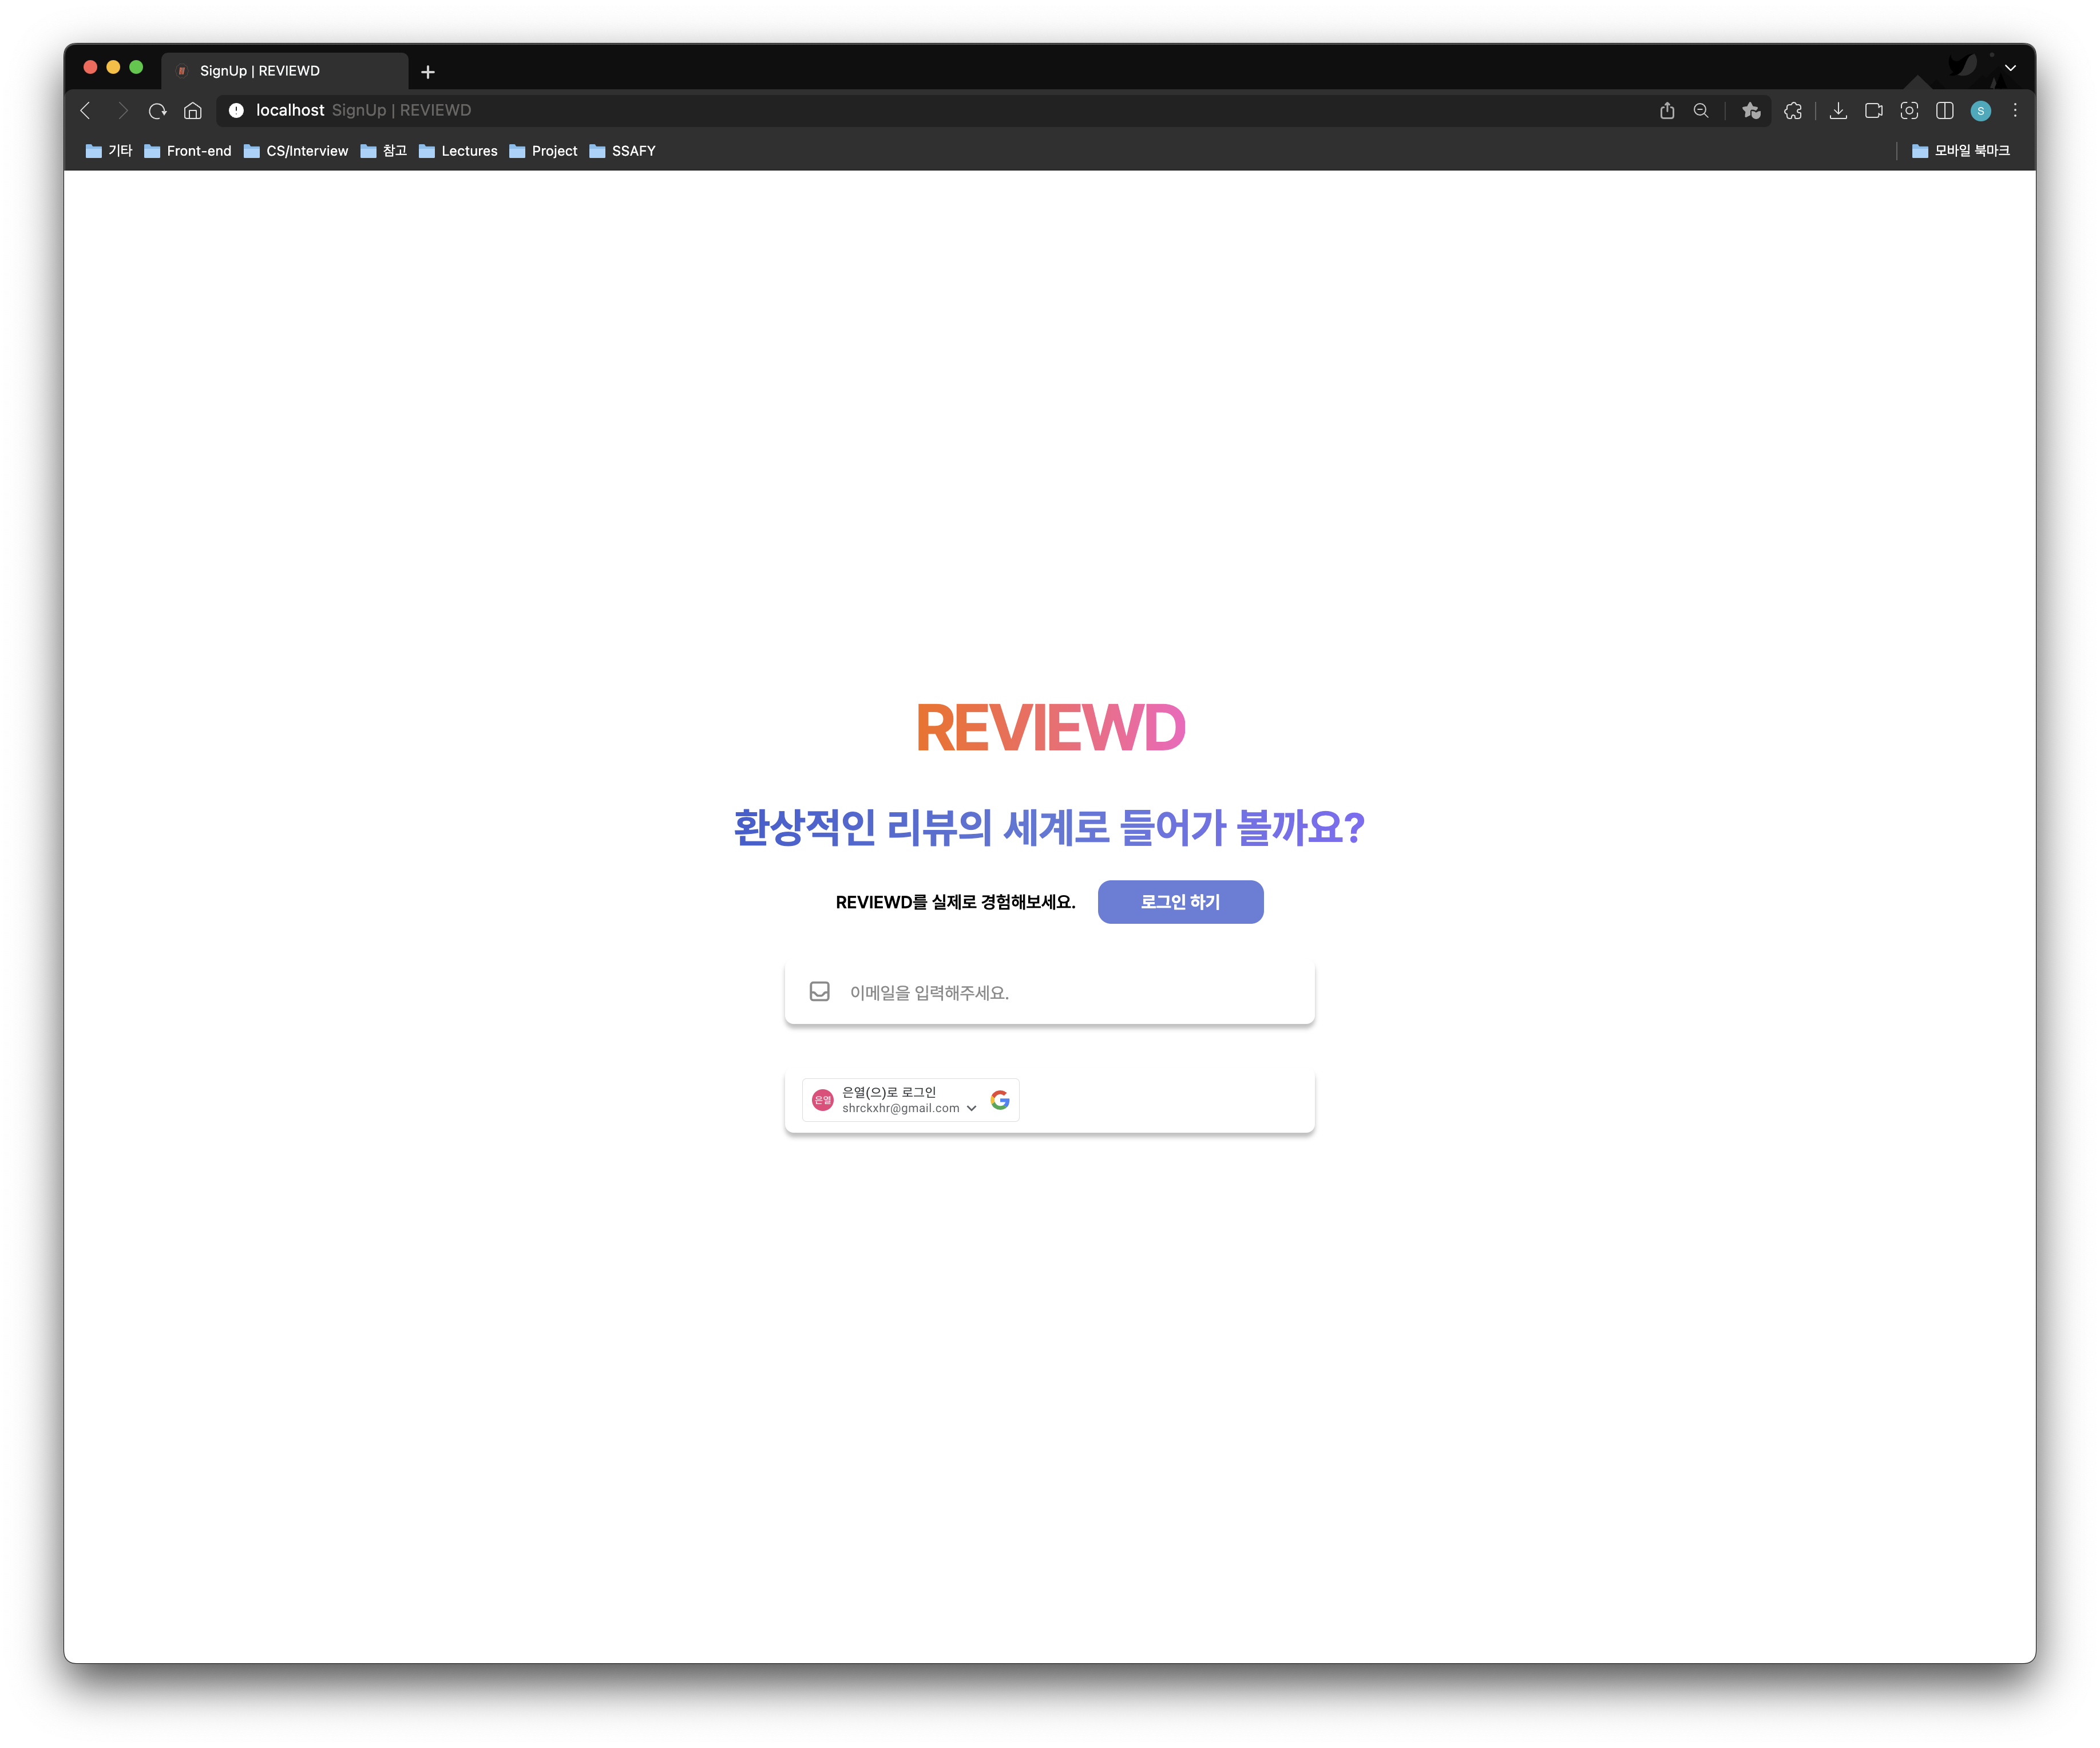 SignUp | REVIEWD
localhost SignUp | REVIEWD
S
기타 Front-end CS/Interview 참고 Lectures Project SSAFY 모바일 북마크
REVIEWD
환상적인 리뷰의 세계로 들어가 볼까요?
REVIEWD를 실제로 경험해보세요. 로그인 하기
이메일을 입력해주세요.
은열 은열(으)로 로그인
shrckxhr@gmail.com